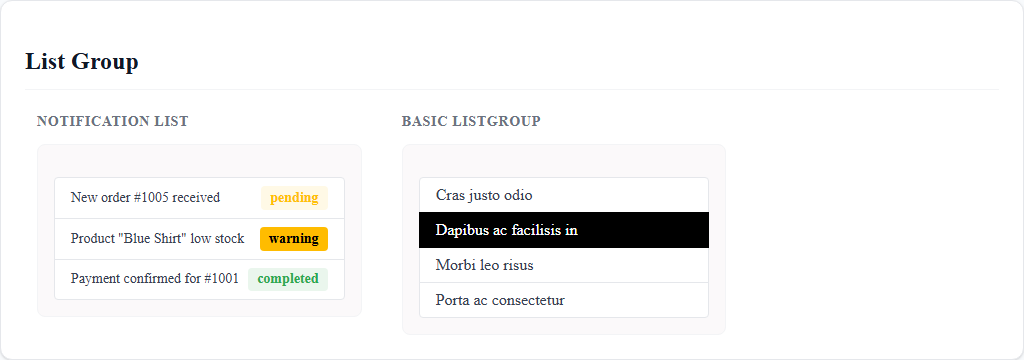 List Group
NOTIFICATION LIST
New order #1005 received pending
Product "Blue Shirt" low stock warning
Payment confirmed for #1001 completed
BASIC LISTGROUP
Cras justo odio
Dapibus ac facilisis in
Morbi leo risus
Porta ac consectetur